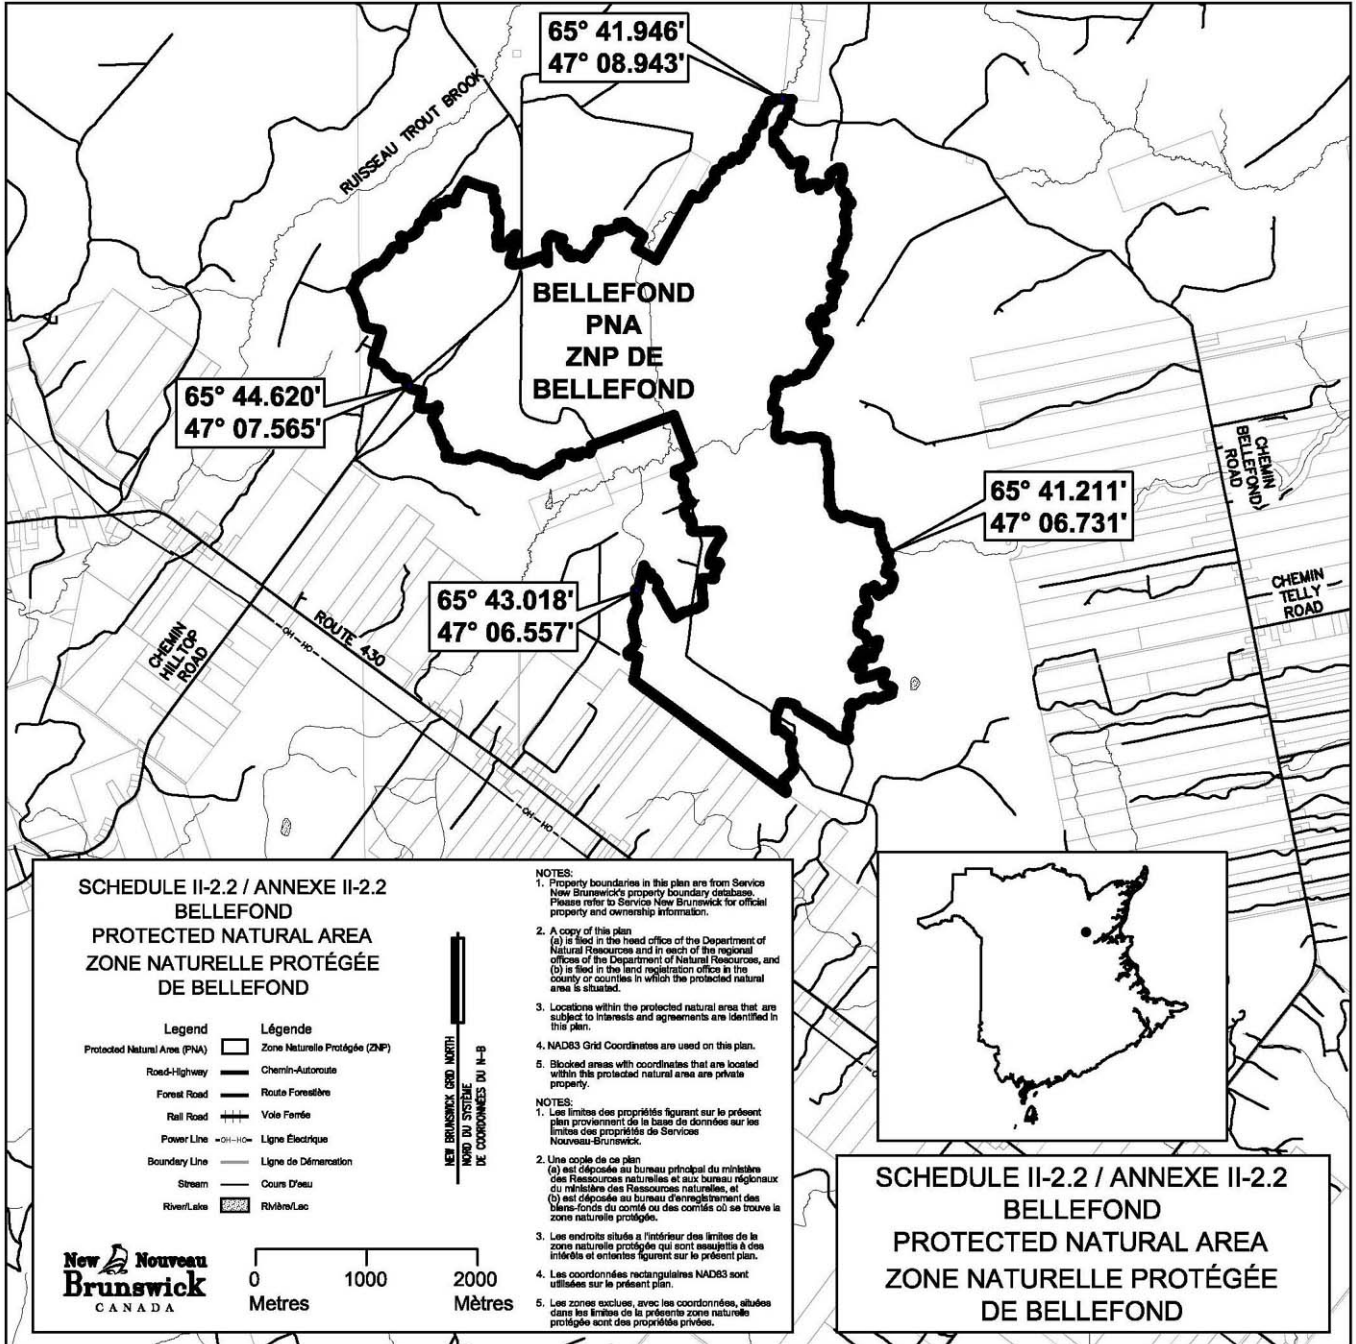 65° 41.946'
47° 08.943'
RUISSEAU TROUT BROOK
BELLEFOND
PNA
ZNP DE
BELLEFOND
65° 44.620'
47° 07.565'
CHEMIN
BELLEFOND
ROAD
65° 41.211'
47° 06.731'
65° 43.018'
47° 06.557'
CHEMIN
TELLY
ROAD
CHEMIN
HILLTOP
ROAD
ROUTE 430
OH-HO
OH-HO
SCHEDULE II-2.2 / ANNEXE II-2.2
BELLEFOND
PROTECTED NATURAL AREA
ZONE NATURELLE PROTÉGÉE
DE BELLEFOND
Legend Légende
Protected Natural Area (PNA) Zone Naturelle Protégée (ZNP)
Road-Highway Chemin-Autoroute
Forest Road Route Forestière
Rail Road Voie Ferrée
Power Line OH-HO Ligne Électrique
Boundary Line Ligne de Démarcation
Stream Cours D'eau
River/Lake Rivière/Lac
NEW BRUNSWICK GRID NORTH
NORD DU SYSTÈME
DE COORDONNÉES DU N-B
New Nouveau
Brunswick
CANADA
0 1000 2000
Metres Mètres
NOTES:
1. Property boundaries in this plan are from Service
New Brunswick's property boundary database.
Please refer to Service New Brunswick for official
property and ownership information.
2. A copy of this plan
(a) is filed in the head office of the Department of
Natural Resources and in each of the regional
offices of the Department of Natural Resources, and
(b) is filed in the land registration office in the
county or counties in which the protected natural
area is situated.
3. Locations within the protected natural area that are
subject to interests and agreements are identified in
this plan.
4. NAD83 Grid Coordinates are used on this plan.
5. Blocked areas with coordinates that are located
within this protected natural area are private
property.
NOTES:
1. Les limites des propriétés figurant sur le présent
plan proviennent de la base de données sur les
limites des propriétés de Services
Nouveau-Brunswick.
2. Une copie de ce plan
(a) est déposée au bureau principal du ministère
des Ressources naturelles et aux bureau régionaux
du ministère des Ressources naturelles, et
(b) est déposée au bureau d'enregistrement des
biens-fonds du comté ou des comtés où se trouve la
zone naturelle protégée.
3. Les endroits situés a l'intérieur des limites de la
zone naturelle protégée qui sont assujettis à des
intérêts et ententes figurent sur le présent plan.
4. Les coordonnées rectangulaires NAD83 sont
utilisées sur le présent plan.
5. Les zones exclues, avec les coordonnées, situées
dans les limites de la présente zone naturelle
protégée sont des propriétés privées.
SCHEDULE II-2.2 / ANNEXE II-2.2
BELLEFOND
PROTECTED NATURAL AREA
ZONE NATURELLE PROTÉGÉE
DE BELLEFOND